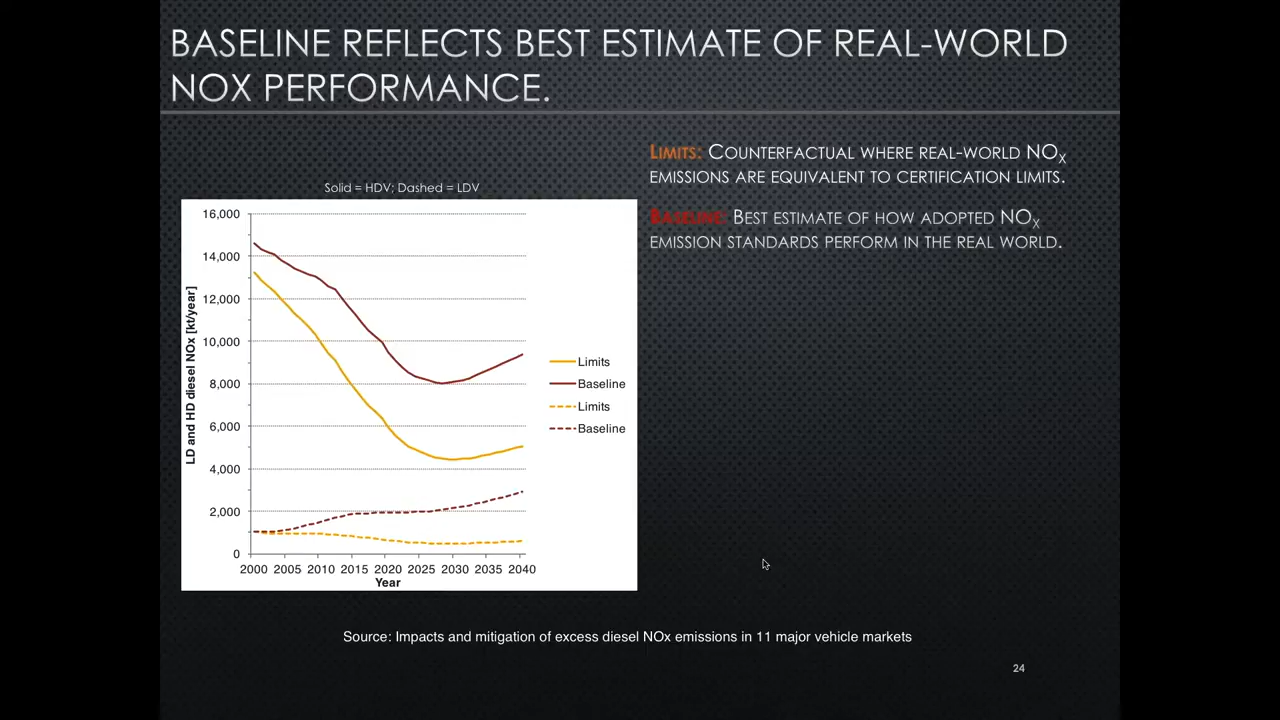 BASELINE REFLECTS BEST ESTIMATE OF REAL-WORLD
NOX PERFORMANCE.
LIMITS: COUNTERFACTUAL WHERE REAL-WORLD NOX
EMISSIONS ARE EQUIVALENT TO CERTIFICATION LIMITS.
BASELINE: BEST ESTIMATE OF HOW ADOPTED NOX
EMISSION STANDARDS PERFORM IN THE REAL WORLD.
Solid = HDV; Dashed = LDV
LD and HD diesel NOx [kt/year]
16,000
14,000
12,000
10,000
8,000
6,000
4,000
2,000
0
2000 2005 2010 2015 2020 2025 2030 2035 2040
Year
Limits
Baseline
Limits
Baseline
Source: Impacts and mitigation of excess diesel NOx emissions in 11 major vehicle markets
24